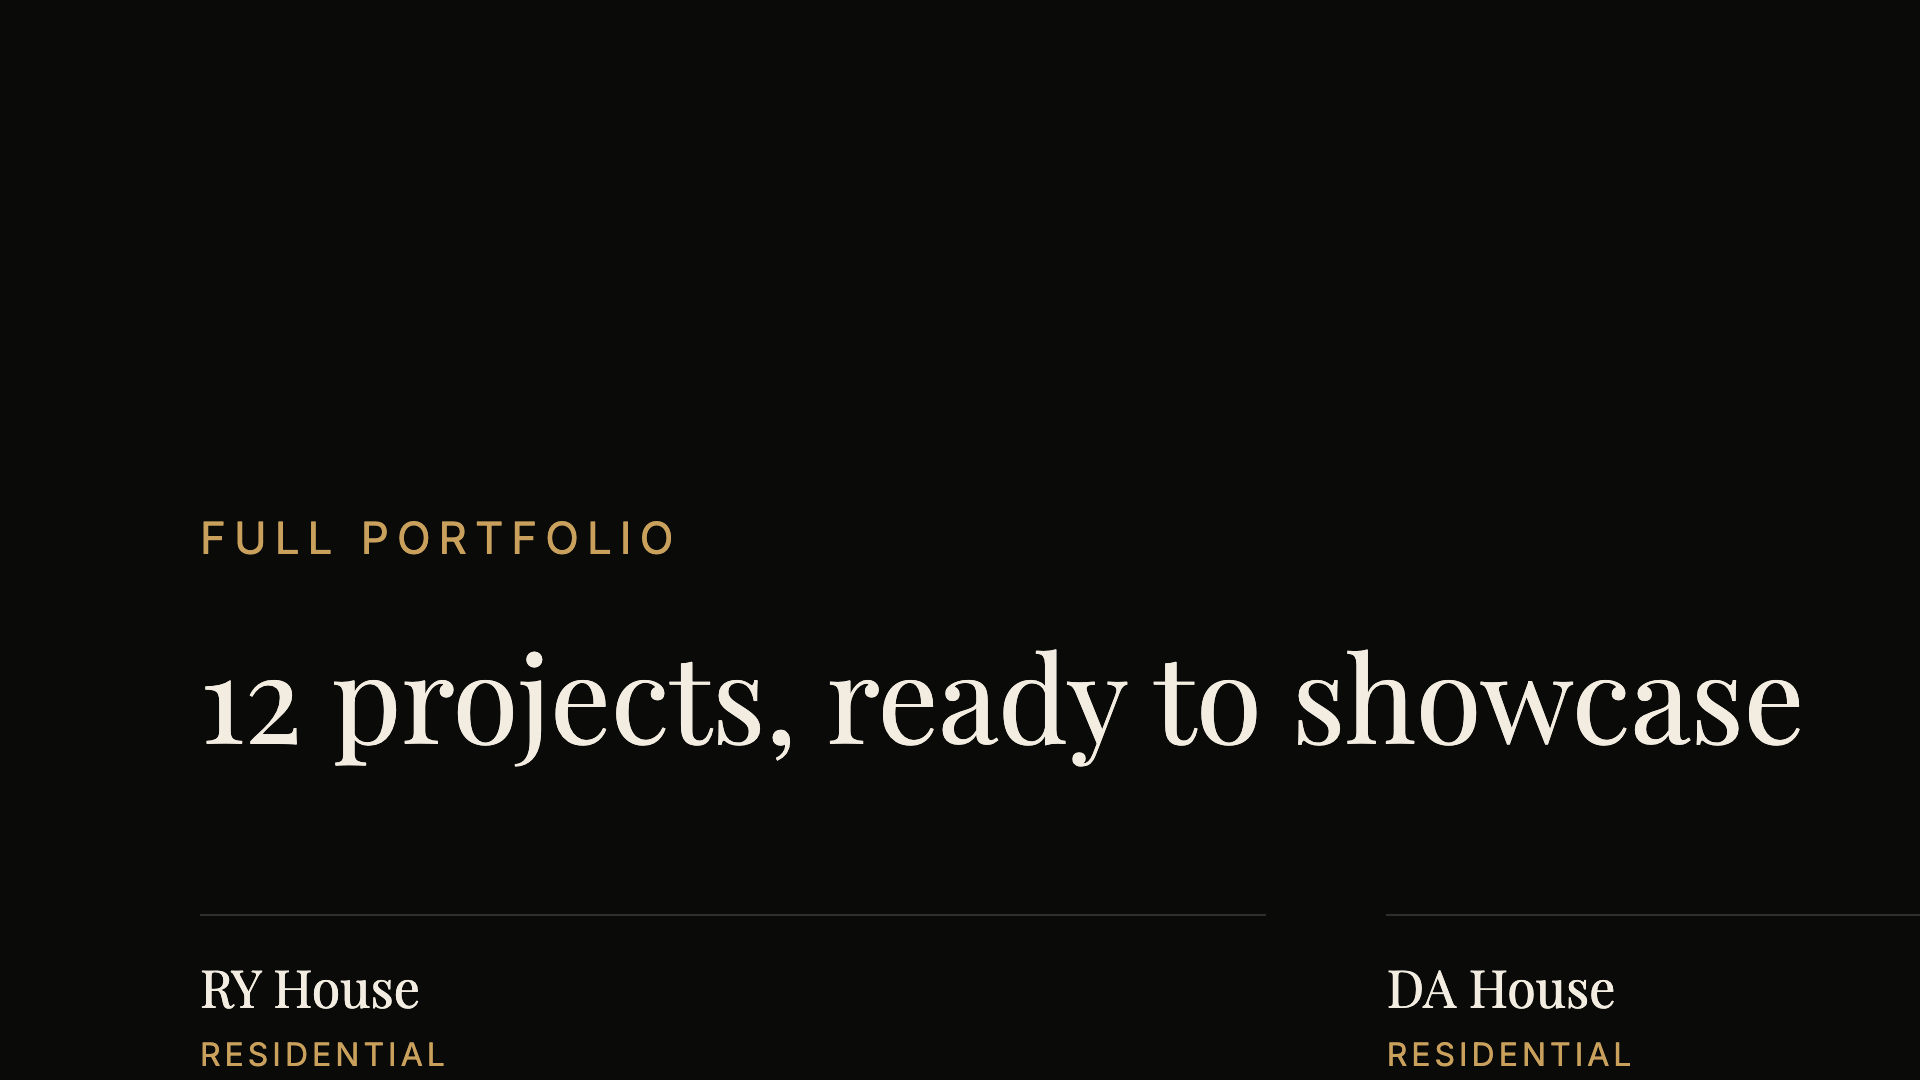 FULL PORTFOLIO
12 projects, ready to showcase
RY House
RESIDENTIAL
DA House
RESIDENTIAL